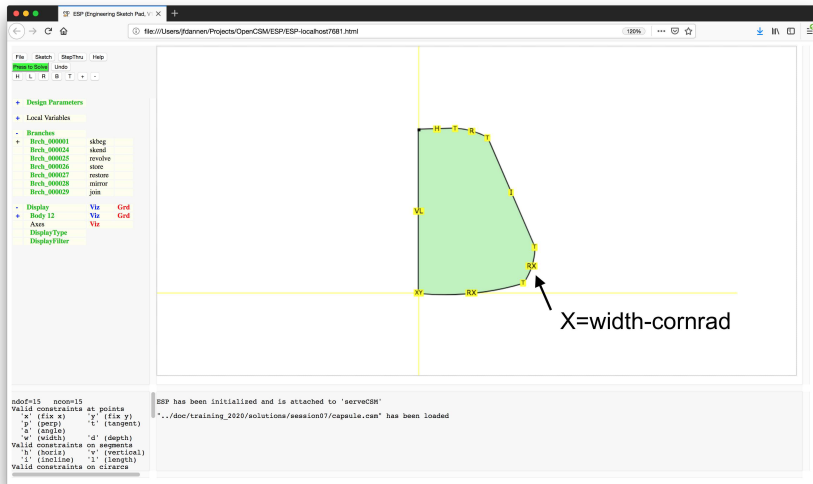 ESP (Engineering Sketch Pad, V
file:///Users/jfdannen/Projects/OpenCSM/ESP/ESP-localhost7681.html
120%
File Sketch StepThru Help
Press to Solve Undo
H L R B T + -
+ Design Parameters
+ Local Variables
- Branches
+ Brch_000001 skbeg
Brch_000024 skend
Brch_000025 revolve
Brch_000026 store
Brch_000027 restore
Brch_000028 mirror
Brch_000029 join
- Display Viz Grd
+ Body 12 Viz Grd
Axes Viz
DisplayType
DisplayFilter
H T R T
I
VL
T
RX
T
XY RX
X=width-cornrad
ndof=15 ncon=15
Valid constraints at points
'x' (fix x) 'y' (fix y)
'p' (perp) 't' (tangent)
'a' (angle)
'w' (width) 'd' (depth)
Valid constraints on segments
'h' (horiz) 'v' (vertical)
'i' (incline) 'l' (length)
Valid constraints on cirarcs
ESP has been initialized and is attached to 'serveCSM'
"../doc/training_2020/solutions/session07/capsule.csm" has been loaded